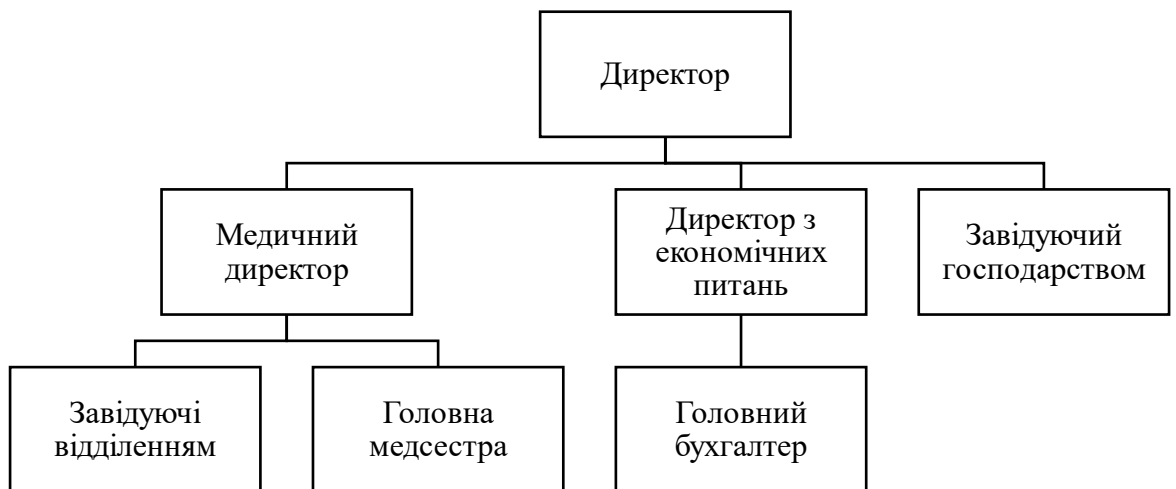 Директор
Медичний
директор
Директор з
економічних
питань
Завідуючий
господарством
Завідуючі
відділенням
Головна
медсестра
Головний
бухгалтер